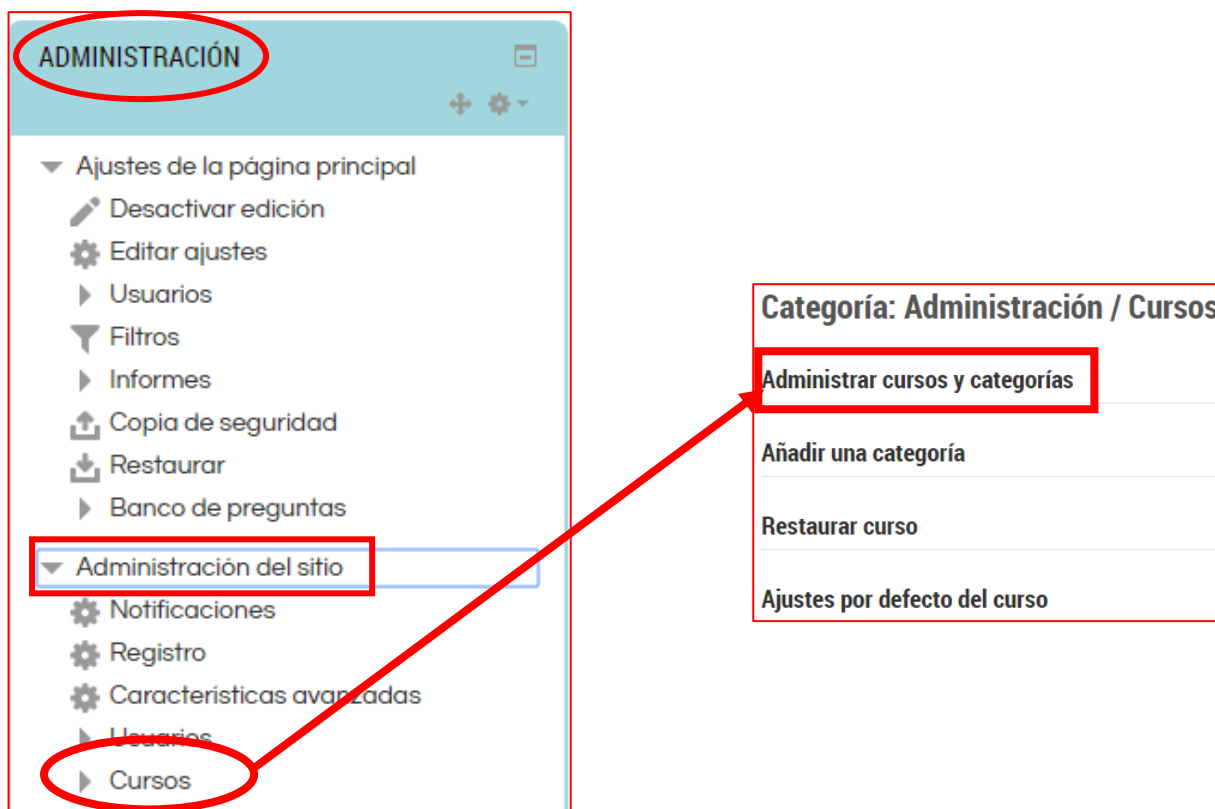 ADMINISTRACIÓN
Ajustes de la página principal
Desactivar edición
Editar ajustes
Usuarios
Filtros
Informes
Copia de seguridad
Restaurar
Banco de preguntas
Administración del sitio
Notificaciones
Registro
Características avanzadas
Usuarios
Cursos
Categoría: Administración / Cursos
Administrar cursos y categorías
Añadir una categoría
Restaurar curso
Ajustes por defecto del curso